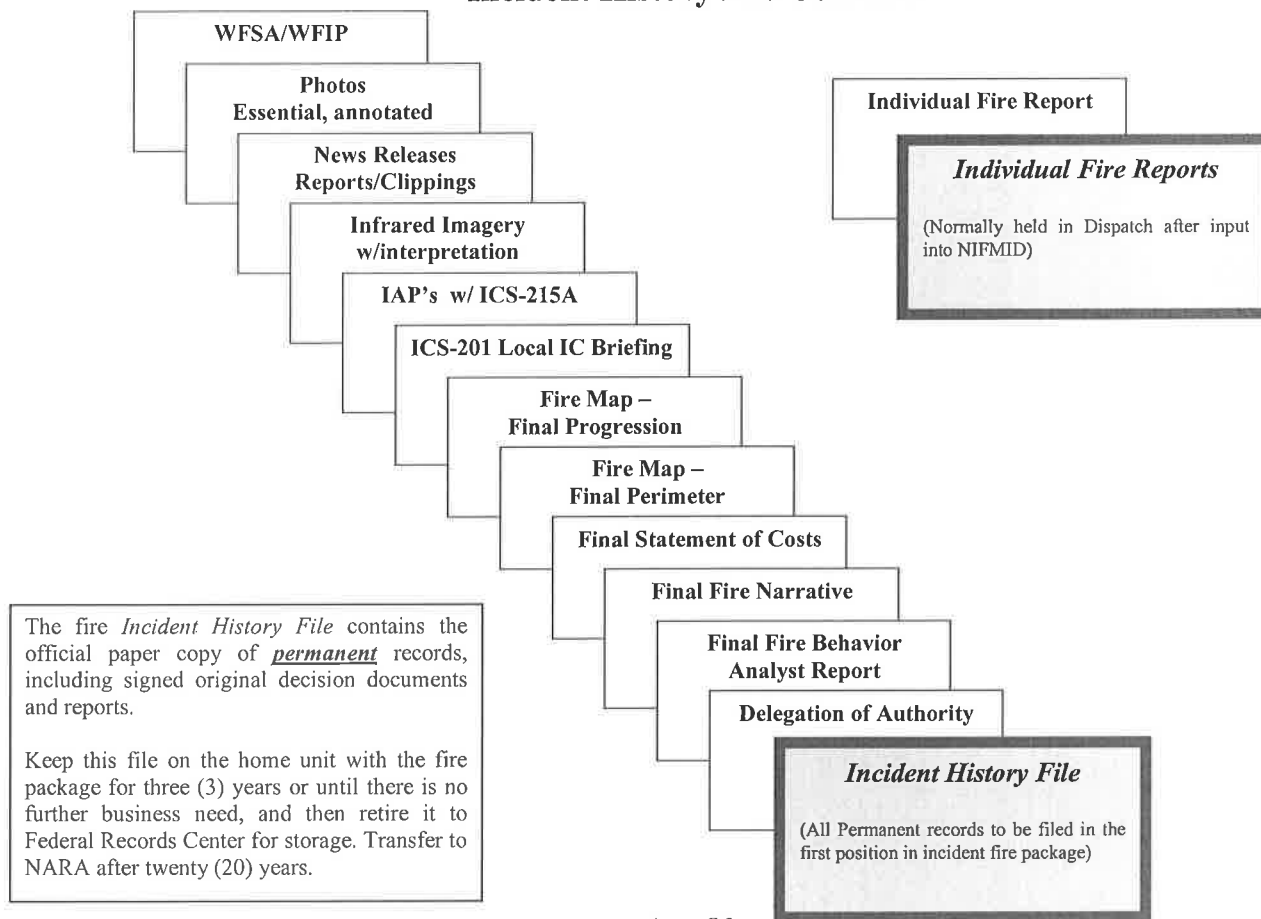 WFSA/WFIP
Photos
Essential, annotated
News Releases
Reports/Clippings
Infrared Imagery
w/interpretation
IAP's w/ ICS-215A
ICS-201 Local IC Briefing
Fire Map –
Final Progression
Fire Map –
Final Perimeter
Final Statement of Costs
Final Fire Narrative
Final Fire Behavior
Analyst Report
Delegation of Authority
Incident History File
(All Permanent records to be filed in the
first position in incident fire package)
Individual Fire Report
Individual Fire Reports
(Normally held in Dispatch after input
into NIFMID)
The fire Incident History File contains the
official paper copy of permanent records,
including signed original decision documents
and reports.
Keep this file on the home unit with the fire
package for three (3) years or until there is no
further business need, and then retire it to
Federal Records Center for storage. Transfer to
NARA after twenty (20) years.